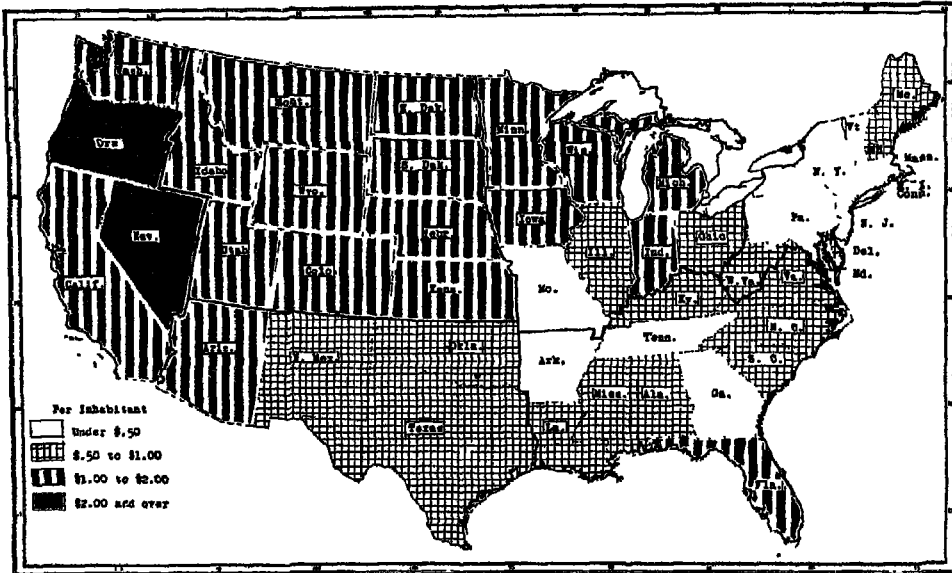 Wash.
Mont.
N. Dak.
Minn
Me.
Ore
Idaho
S. Dak.
Wis.
Vt
Mass.
Wyo.
Mich.
N. Y.
Conn.
Nev.
Iowa
Nebr
Pa.
N. J.
Utah
Ill.
Ind.
Ohio
Del.
Calif.
Colo.
Kans.
Mo.
W. Va.
Va.
Md.
Ky.
Ariz.
N. Mex.
Okla.
Tenn.
N. C.
Ark.
S. C.
Miss.
Ala.
Ga.
Texas
La.
Fla.
Per Inhabitant
Under $.50
$.50 to $1.00
$1.00 to $2.00
$2.00 and over